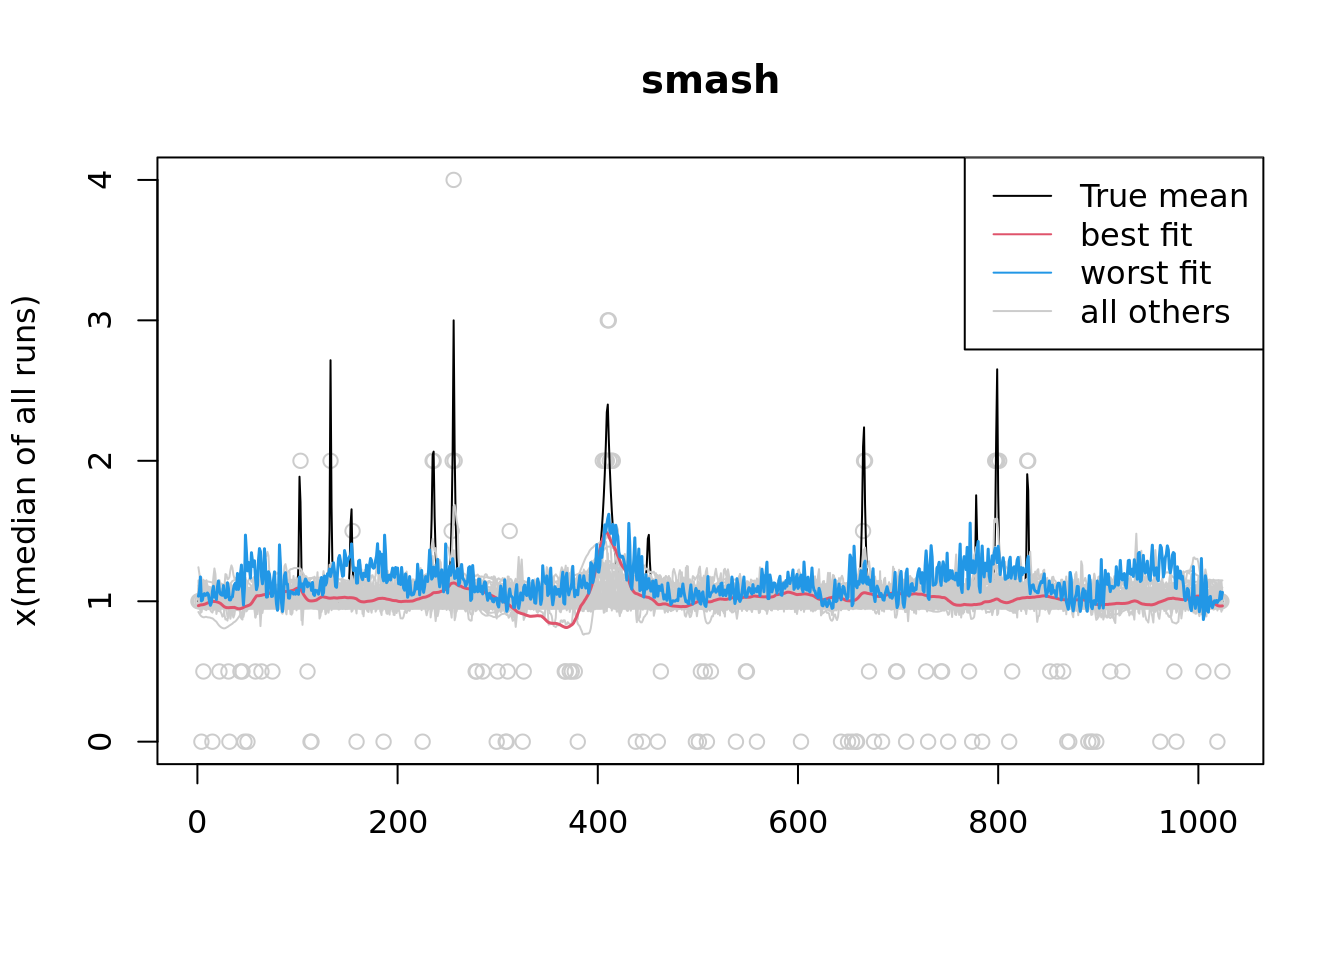 smash
x(median of all runs)
4
3
2
1
0
True mean
best fit
worst fit
all others
0 200 400 600 800 1000